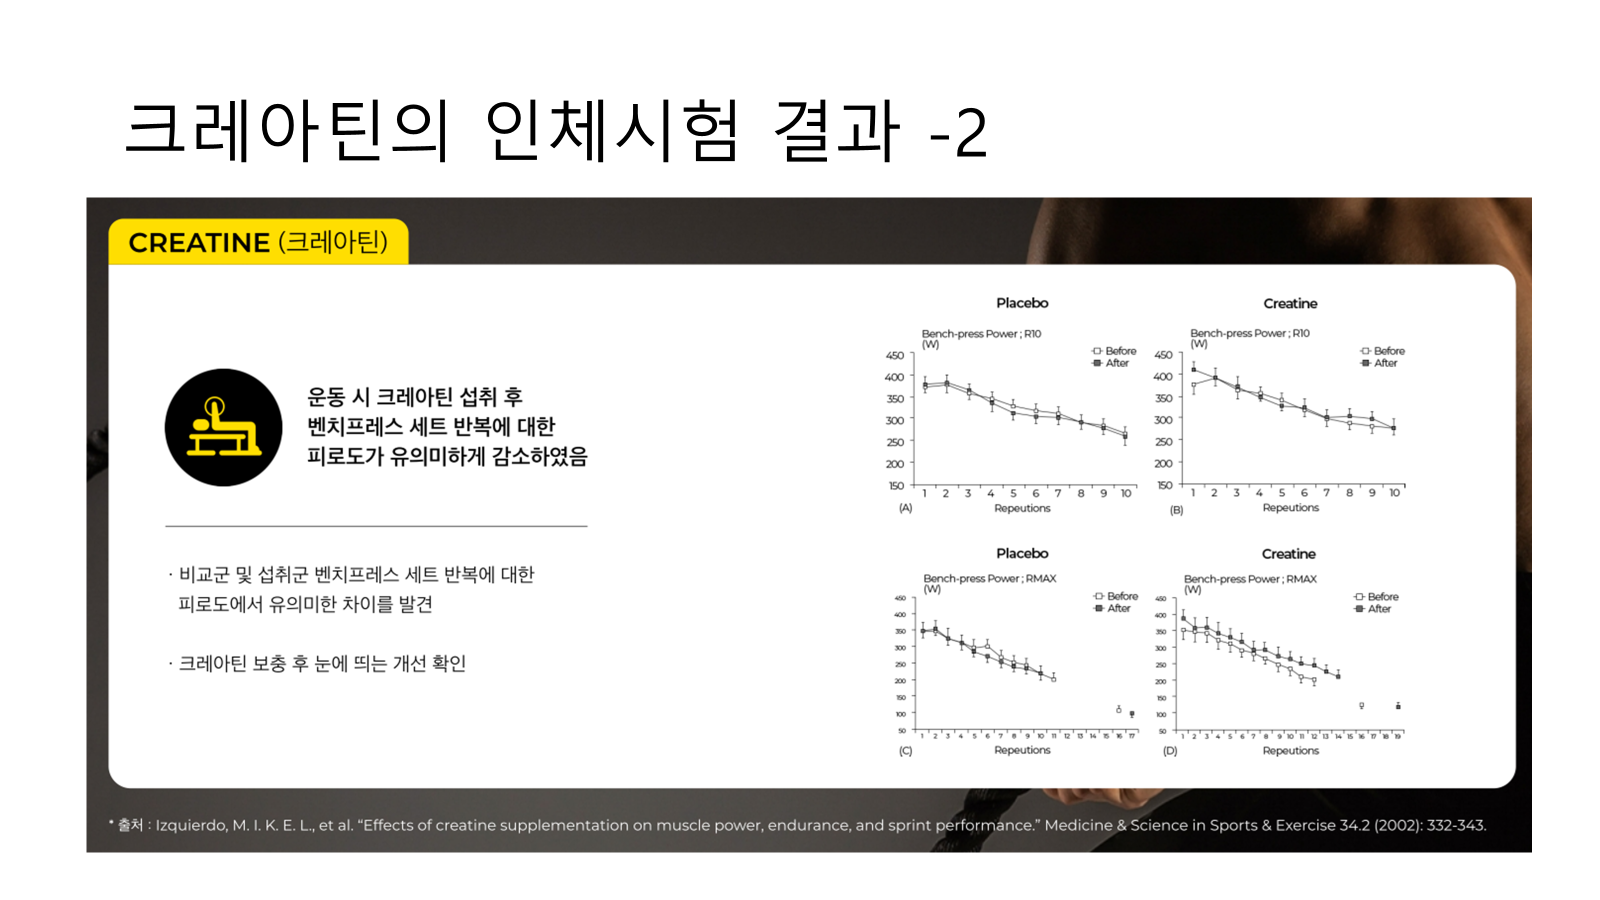 크레아틴의 인체시험 결과 -2
CREATINE (크레아틴)
운동 시 크레아틴 섭취 후
벤치프레스 세트 반복에 대한
피로도가 유의미하게 감소하였음
· 비교군 및 섭취군 벤치프레스 세트 반복에 대한
피로도에서 유의미한 차이를 발견
· 크레아틴 보충 후 눈에 띄는 개선 확인
Placebo
Bench-press Power ; R10
(W)
Before
After
450
400
350
300
250
200
150
1 2 3 4 5 6 7 8 9 10
(A)
Repeutions
Creatine
Bench-press Power ; R10
(W)
Before
After
450
400
350
300
250
200
150
1 2 3 4 5 6 7 8 9 10
(B)
Repeutions
Placebo
Bench-press Power ; RMAX
(W)
Before
After
450
400
350
300
250
200
150
100
50
1 2 3 4 5 6 7 8 9 10 11 12 13 14 15 16 17
(C)
Repeutions
Creatine
Bench-press Power ; RMAX
(W)
Before
After
450
400
350
300
250
200
150
100
50
1 2 3 4 5 6 7 8 9 10 11 12 13 14 15 16 17 18 19
(D)
Repeutions
* 출처 : Izquierdo, M. I. K. E. L., et al. “Effects of creatine supplementation on muscle power, endurance, and sprint performance.” Medicine & Science in Sports & Exercise 34.2 (2002): 332-343.